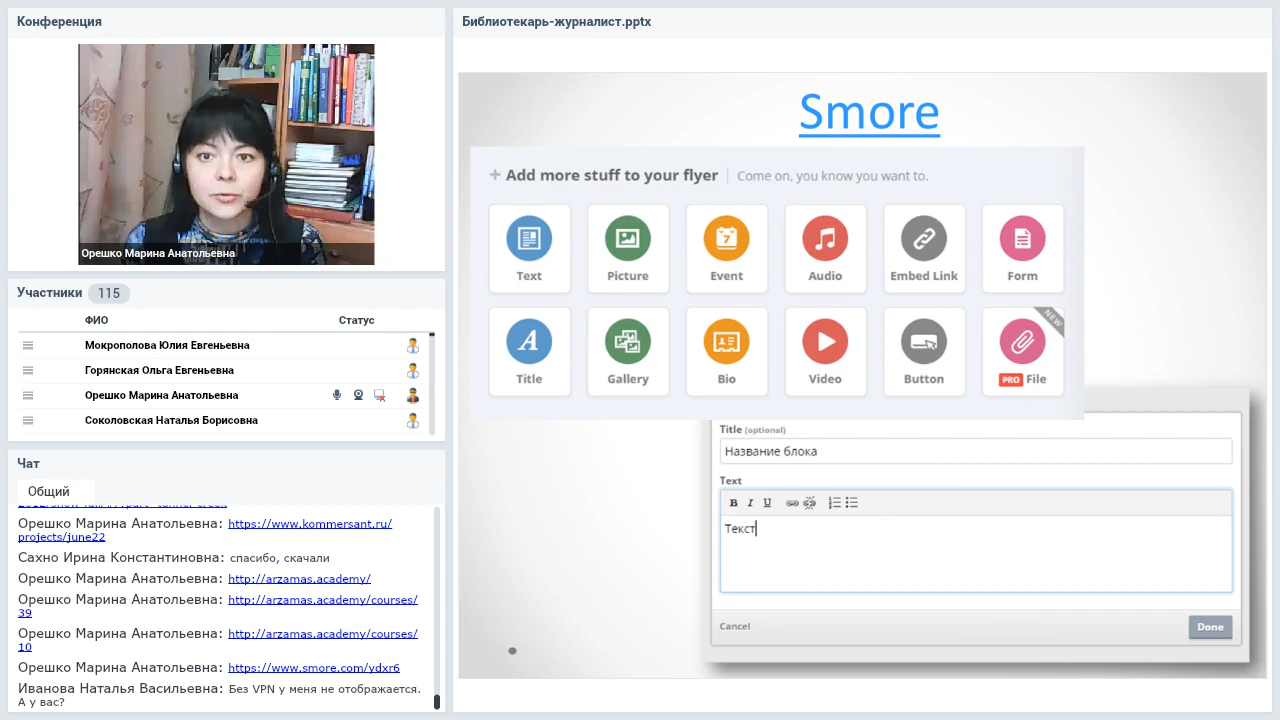 Конференция
Орешко Марина Анатольевна
Участники 115
ФИО Статус
Мокрополова Юлия Евгеньевна
Горянская Ольга Евгеньевна
Орешко Марина Анатольевна
Соколовская Наталья Борисовна
Чат
Общий
Орешко Марина Анатольевна: https://www.kommersant.ru/
projects/june22
Сахно Ирина Константиновна: спасибо, скачали
Орешко Марина Анатольевна: http://arzamas.academy/
Орешко Марина Анатольевна: http://arzamas.academy/courses/
39
Орешко Марина Анатольевна: http://arzamas.academy/courses/
10
Орешко Марина Анатольевна: https://www.smore.com/ydxr6
Иванова Наталья Васильевна: Без VPN у меня не отображается.
А у вас?
Библиотекарь-журналист.pptx
Smore
+ Add more stuff to your flyer | Come on, you know you want to.
Text Picture Event Audio Embed Link Form
NEW
Title Gallery Bio Video Button PRO File
Title (optional)
Название блока
Text
B I U
Текст
Cancel Done